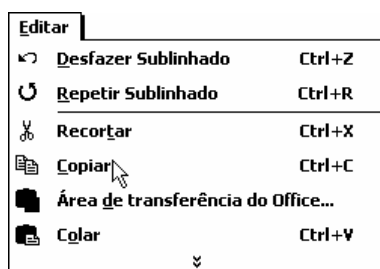 Editar
Desfazer Sublinhado Ctrl+Z
Repetir Sublinhado Ctrl+R
Recortar Ctrl+X
Copiar Ctrl+C
Área de transferência do Office...
Colar Ctrl+V